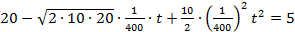 20 − √(2·10·20) · 1/400 · t + 10/2 · (1/400)² t² = 5